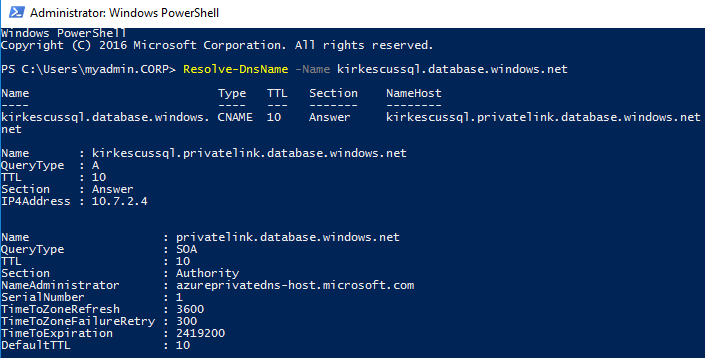 Administrator: Windows PowerShell
Windows PowerShell
Copyright (C) 2016 Microsoft Corporation. All rights reserved.
PS C:\Users\myadmin.CORP> Resolve-DnsName -Name kirkescussql.database.windows.net
Name                           Type   TTL   Section    NameHost
----                           ----   ---   -------    --------
kirkescussql.database.windows. CNAME  10    Answer     kirkescussql.privatelink.database.windows.net
net
Name       : kirkescussql.privatelink.database.windows.net
QueryType  : A
TTL        : 10
Section    : Answer
IP4Address : 10.7.2.4
Name                   : privatelink.database.windows.net
QueryType              : SOA
TTL                    : 10
Section                : Authority
NameAdministrator      : azureprivatedns-host.microsoft.com
SerialNumber           : 1
TimeToZoneRefresh      : 3600
TimeToZoneFailureRetry : 300
TimeToExpiration       : 2419200
DefaultTTL             : 10